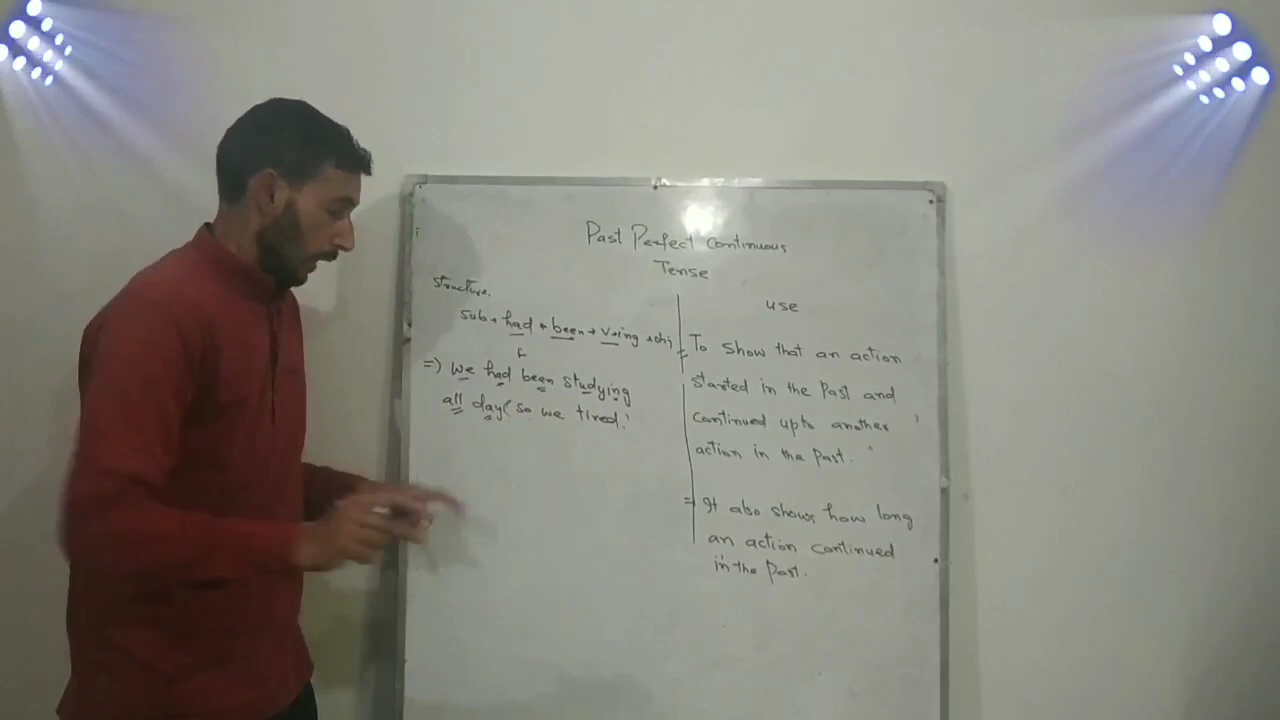 Past Perfect Continuous
Tense
Structure.
Sub + had + been + V+ing + obj
=) We had been studying
all day( so we tired!
use
= To show that an action
started in the past and
continued upto another
action in the past.
= It also shows how long
an action continued
in the past.